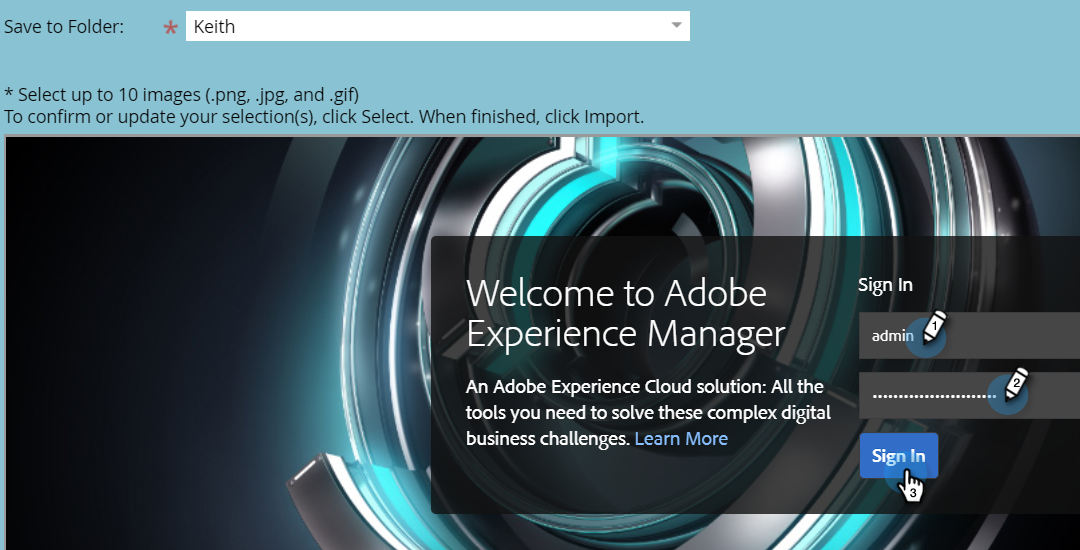 Save to Folder: * Keith
* Select up to 10 images (.png, .jpg, and .gif)
To confirm or update your selection(s), click Select. When finished, click Import.
Welcome to Adobe
Experience Manager
An Adobe Experience Cloud solution: All the
tools you need to solve these complex digital
business challenges. Learn More
Sign In
admin 1
2
Sign In
3